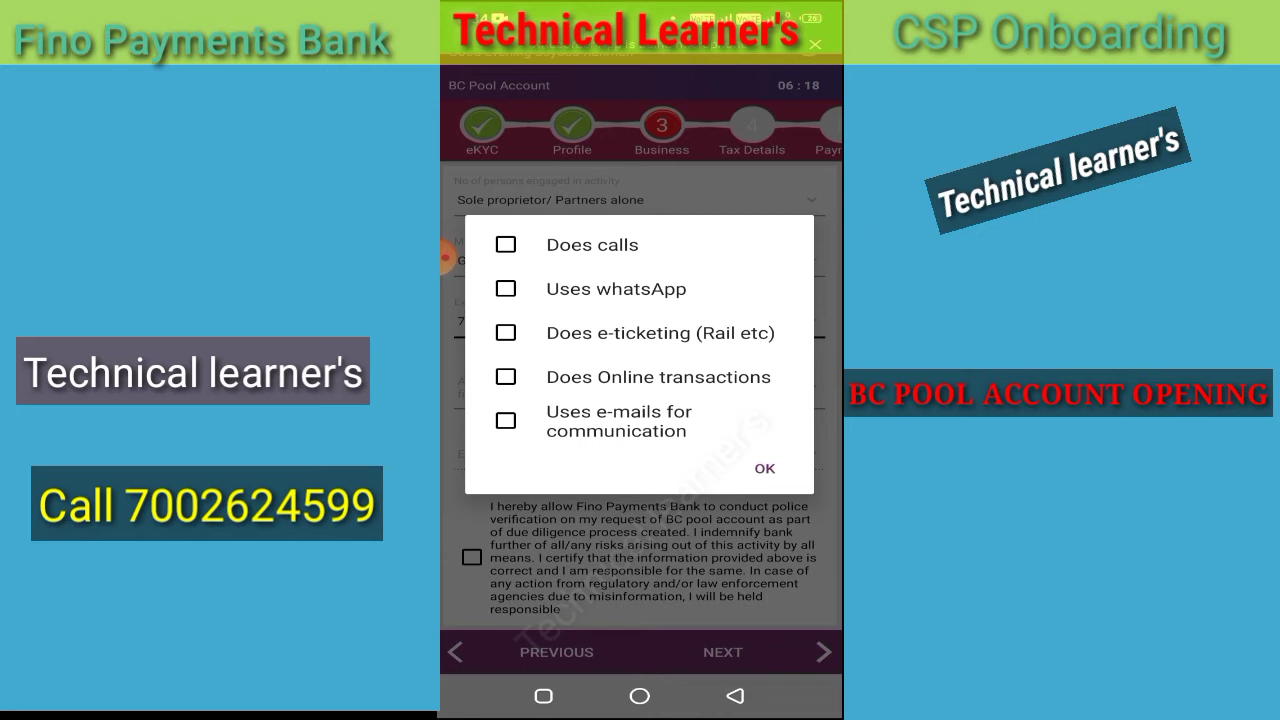 Fino Payments Bank
Technical Learner's
CSP Onboarding
BC Pool Account
06 : 18
3
4
eKYC
Profile
Business
Tax Details
No of persons engaged in activity
Sole proprietor/ Partners alone
Technical learner's
Does calls
Uses whatsApp
Does e-ticketing (Rail etc)
Does Online transactions
Uses e-mails for
communication
OK
Technical learner's
BC POOL ACCOUNT OPENING
Call 7002624599
I hereby allow Fino Payments Bank to conduct police
verification on my request of BC pool account as part
of due diligence process created. I indemnify bank
further of all/any risks arising out of this activity by all
means. I certify that the information provided above is
correct and I am responsible for the same. In case of
any action from regulatory and/or law enforcement
agencies due to misinformation, I will be held
responsible
Technical Learner's
PREVIOUS
NEXT